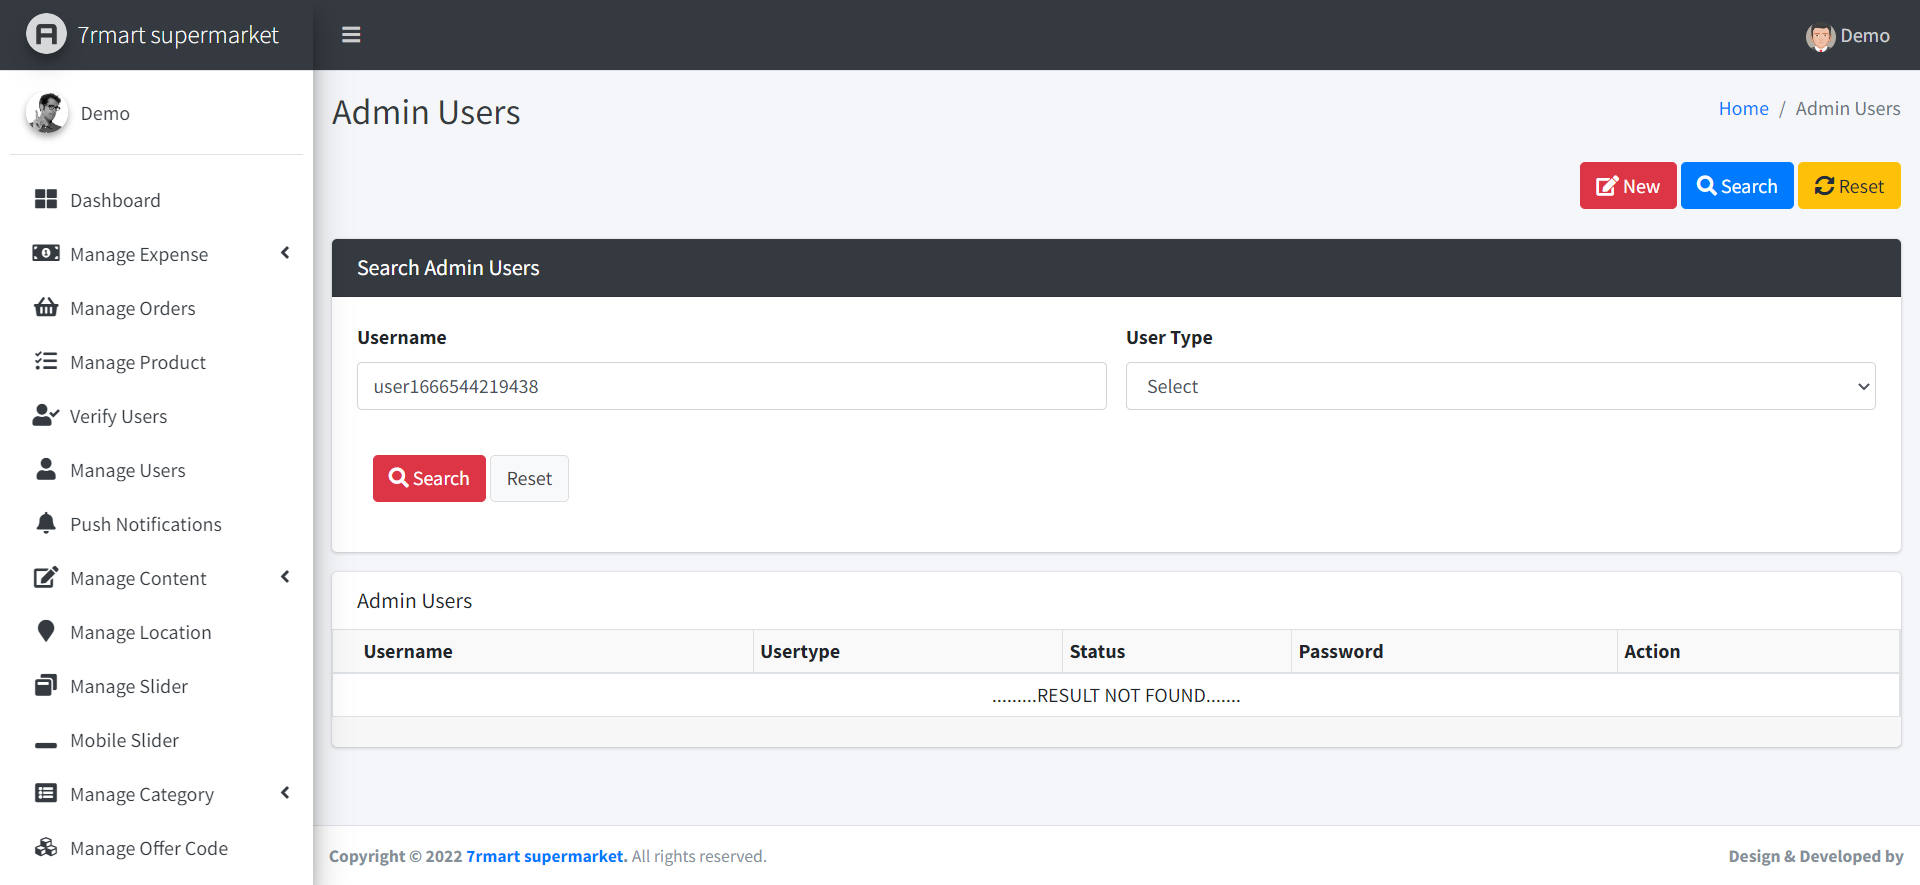 7rmart supermarket
Demo
Demo
Dashboard
Manage Expense
Manage Orders
Manage Product
Verify Users
Manage Users
Push Notifications
Manage Content
Manage Location
Manage Slider
Mobile Slider
Manage Category
Manage Offer Code
Admin Users
Home / Admin Users
New Search Reset
Search Admin Users
Username User Type
user1666544219438 Select
Search Reset
Admin Users
Username Usertype Status Password Action
.........RESULT NOT FOUND.......
Copyright © 2022 7rmart supermarket. All rights reserved.
Design & Developed by